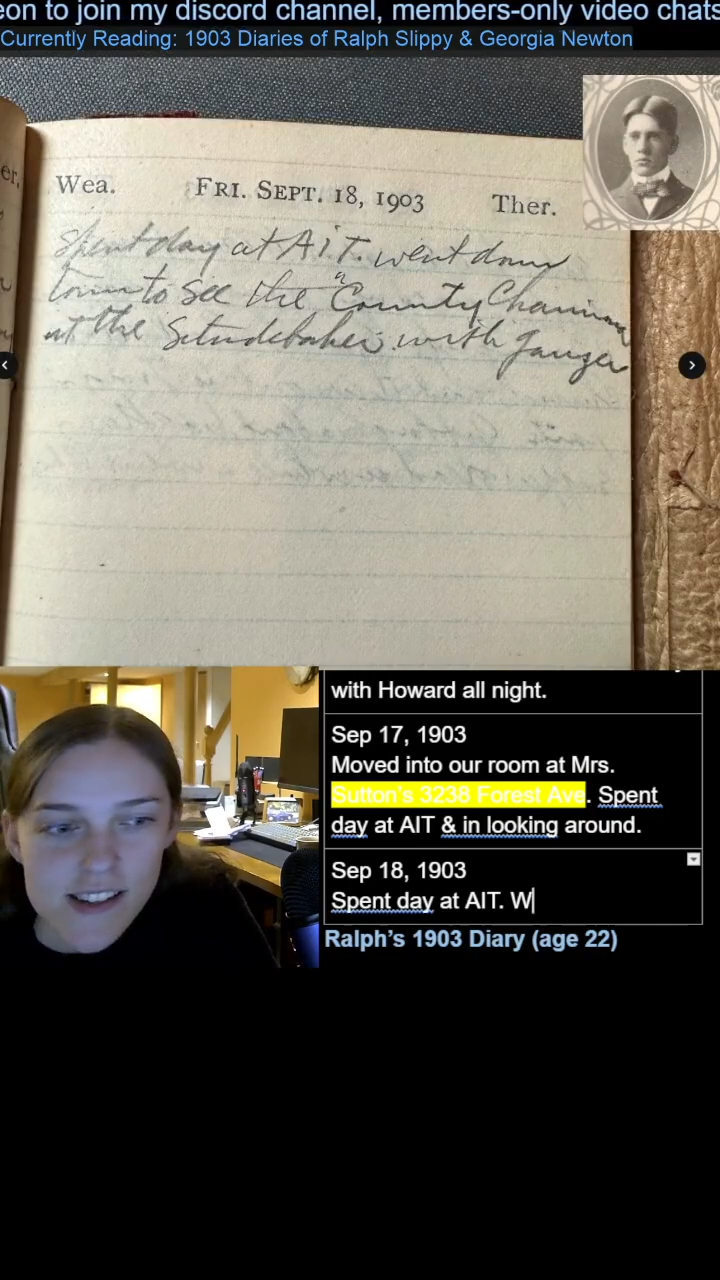 eon to join my discord channel, members-only video chats
Currently Reading: 1903 Diaries of Ralph Slippy & Georgia Newton
er,
Wea. FRI. SEPT. 18, 1903 Ther.
Spent day at A.I.T. went down
town to see the "County Chairman
at the Studebaker with Gauger
with Howard all night.
Sep 17, 1903
Moved into our room at Mrs.
Sutton's 3238 Forest Ave. Spent
day at AIT & in looking around.
Sep 18, 1903
Spent day at AIT. W
Ralph's 1903 Diary (age 22)